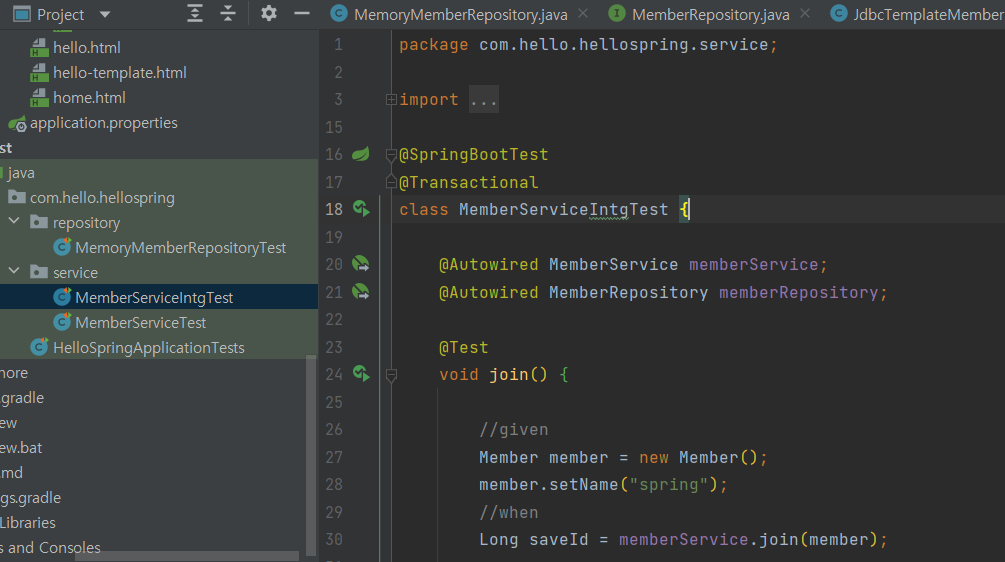 Project
hello.html
hello-template.html
home.html
application.properties
st
java
com.hello.hellospring
repository
MemoryMemberRepositoryTest
service
MemberServiceIntgTest
MemberServiceTest
HelloSpringApplicationTests
nore
.gradle
ew
ew.bat
.md
gs.gradle
Libraries
s and Consoles
MemoryMemberRepository.java
MemberRepository.java
JdbcTemplateMember
1 package com.hello.hellospring.service;
2
3 import ...
15
16 @SpringBootTest
17 @Transactional
18 class MemberServiceIntgTest {
19
20 @Autowired MemberService memberService;
21 @Autowired MemberRepository memberRepository;
22
23 @Test
24 void join() {
25
26 //given
27 Member member = new Member();
28 member.setName("spring");
29 //when
30 Long saveId = memberService.join(member);